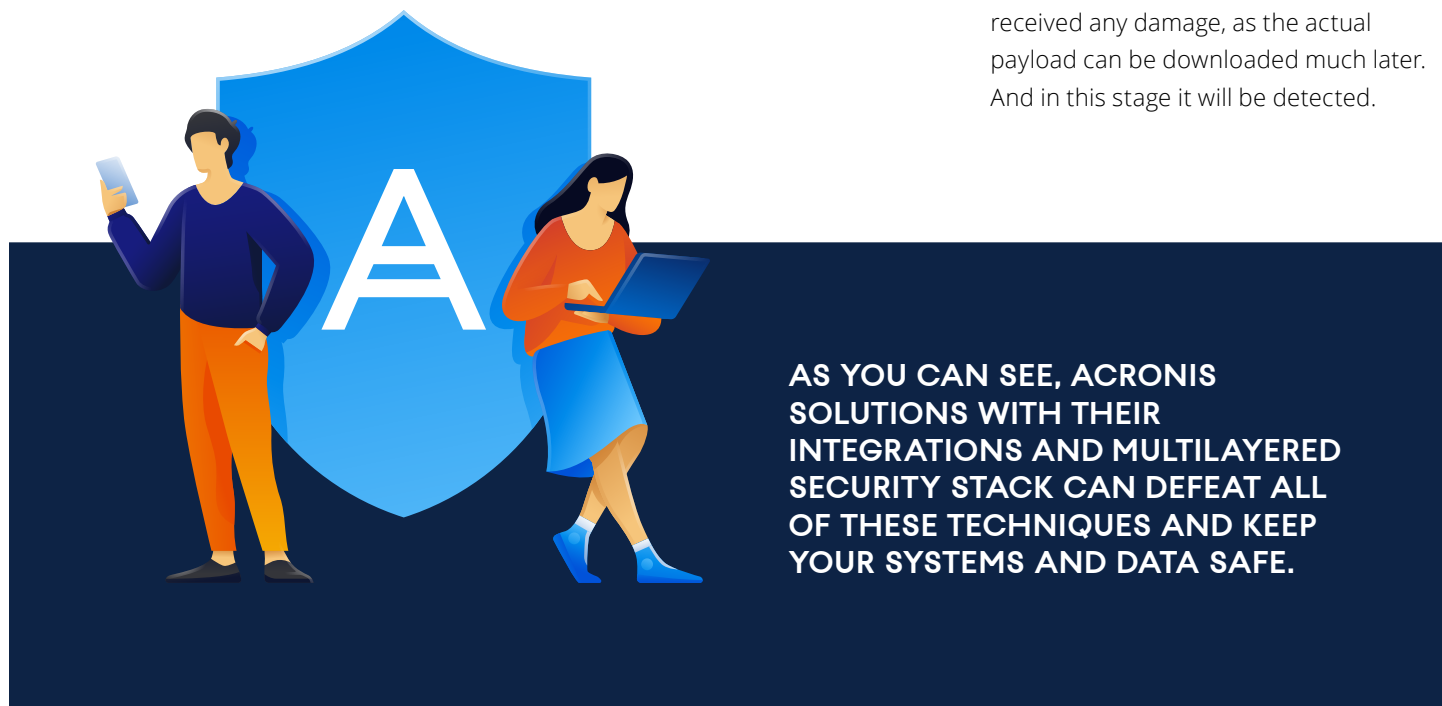 received any damage, as the actual
payload can be downloaded much later.
And in this stage it will be detected.
A
AS YOU CAN SEE, ACRONIS
SOLUTIONS WITH THEIR
INTEGRATIONS AND MULTILAYERED
SECURITY STACK CAN DEFEAT ALL
OF THESE TECHNIQUES AND KEEP
YOUR SYSTEMS AND DATA SAFE.